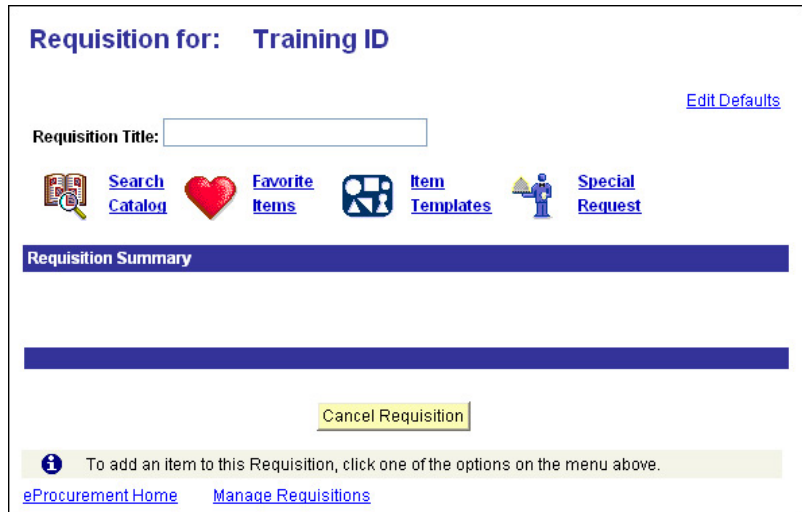 Requisition for: Training ID
Edit Defaults
Requisition Title:
Search Catalog
Favorite Items
Item Templates
Special Request
Requisition Summary
Cancel Requisition
To add an item to this Requisition, click one of the options on the menu above.
eProcurement Home Manage Requisitions